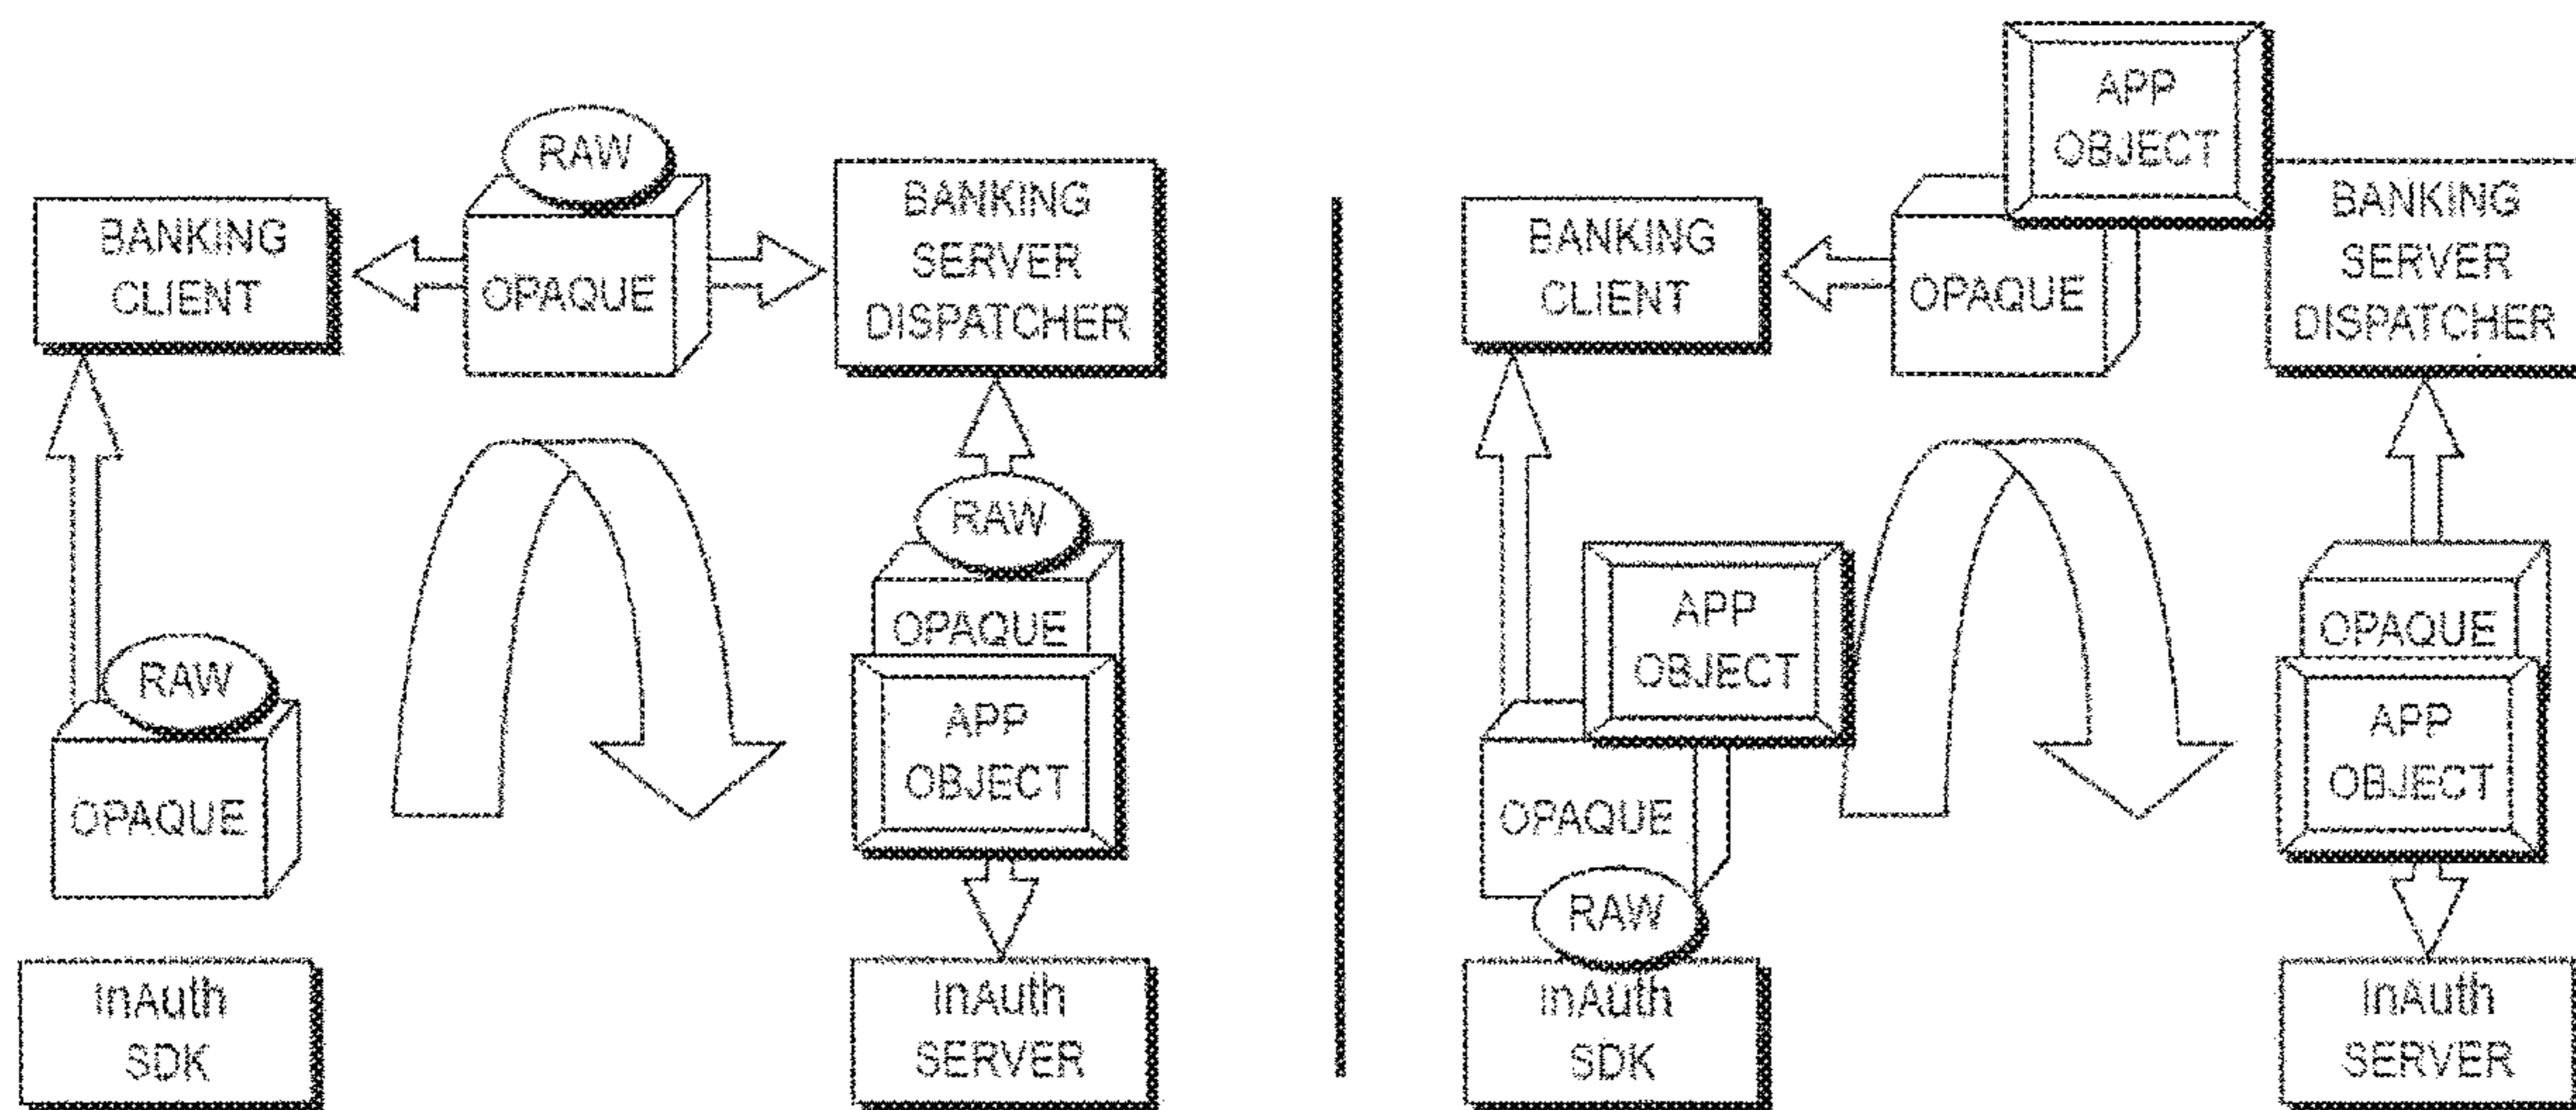 RAW
BANKING
CLIENT
OPAQUE
BANKING
SERVER
DISPATCHER
RAW
OPAQUE
RAW
OPAQUE
APP
OBJECT
InAuth
SDK
InAuth
SERVER
APP
OBJECT
BANKING
CLIENT
OPAQUE
BANKING
SERVER
DISPATCHER
APP
OBJECT
OPAQUE
RAW
OPAQUE
APP
OBJECT
InAuth
SDK
InAuth
SERVER